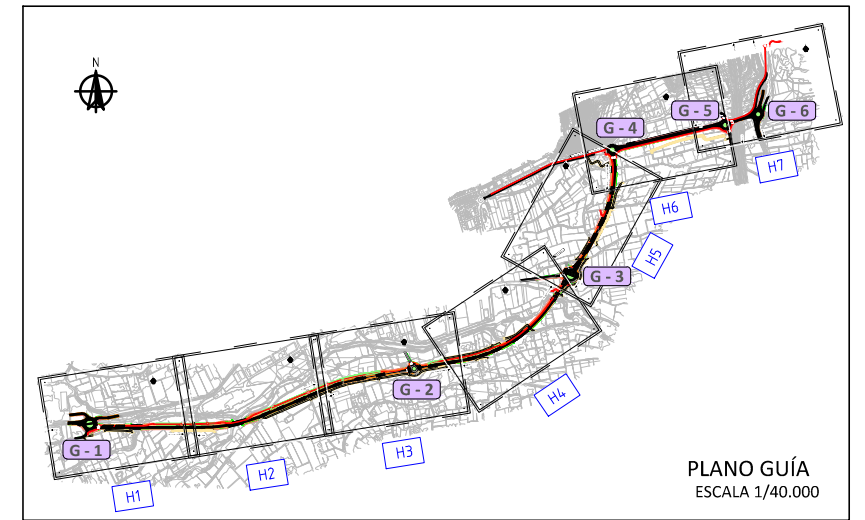 N
G - 5
G - 6
G - 4
H7
H6
H5
G - 3
G - 2
H4
G - 1
H3
H2
H1
PLANO GUÍA
ESCALA 1/40.000